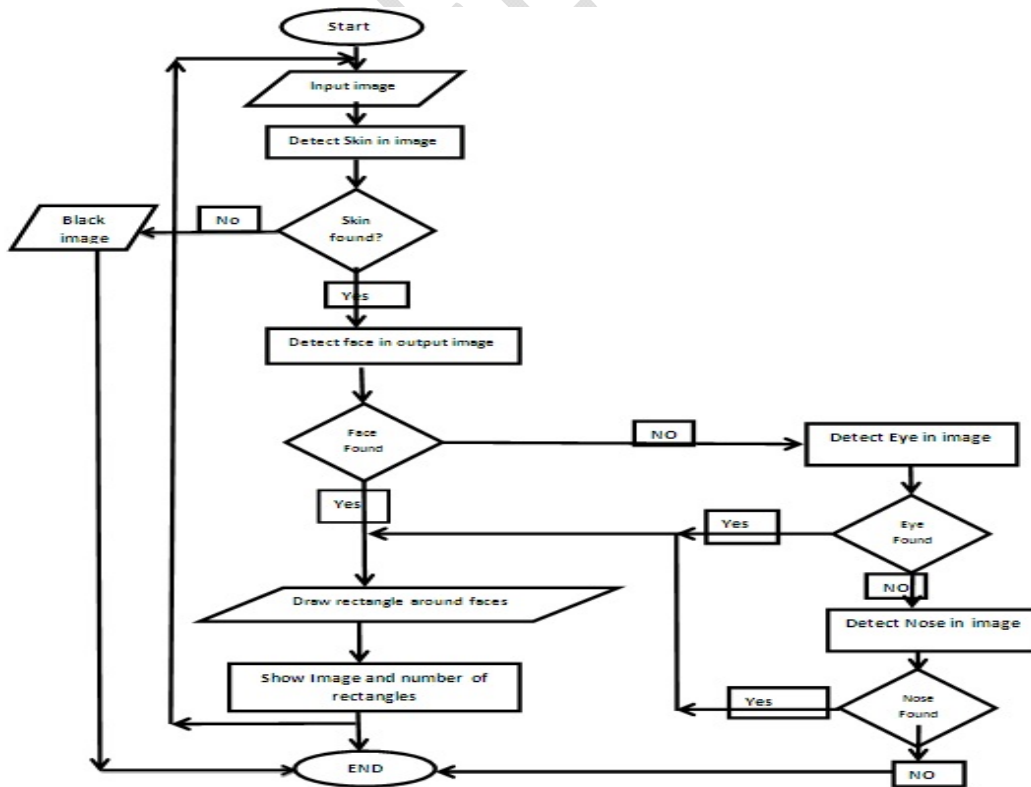 Start
Input image
Detect Skin in image
Skin
found?
No
Black
image
Yes
Detect face in output image
Face
Found
NO
Detect Eye in image
Yes
Eye
Found
Yes
NO
Draw rectangle around faces
Detect Nose in image
Show Image and number of
rectangles
Nose
Found
Yes
END
NO